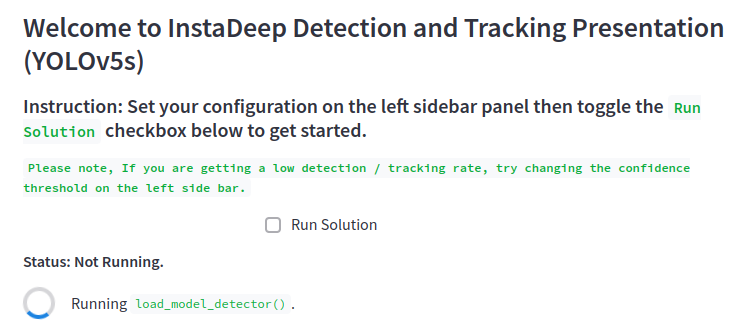 Welcome to InstaDeep Detection and Tracking Presentation
(YOLOv5s)
Instruction: Set your configuration on the left sidebar panel then toggle the Run
Solution checkbox below to get started.
Please note, If you are getting a low detection / tracking rate, try changing the confidence
threshold on the left side bar.
Run Solution
Status: Not Running.
Running load_model_detector() .